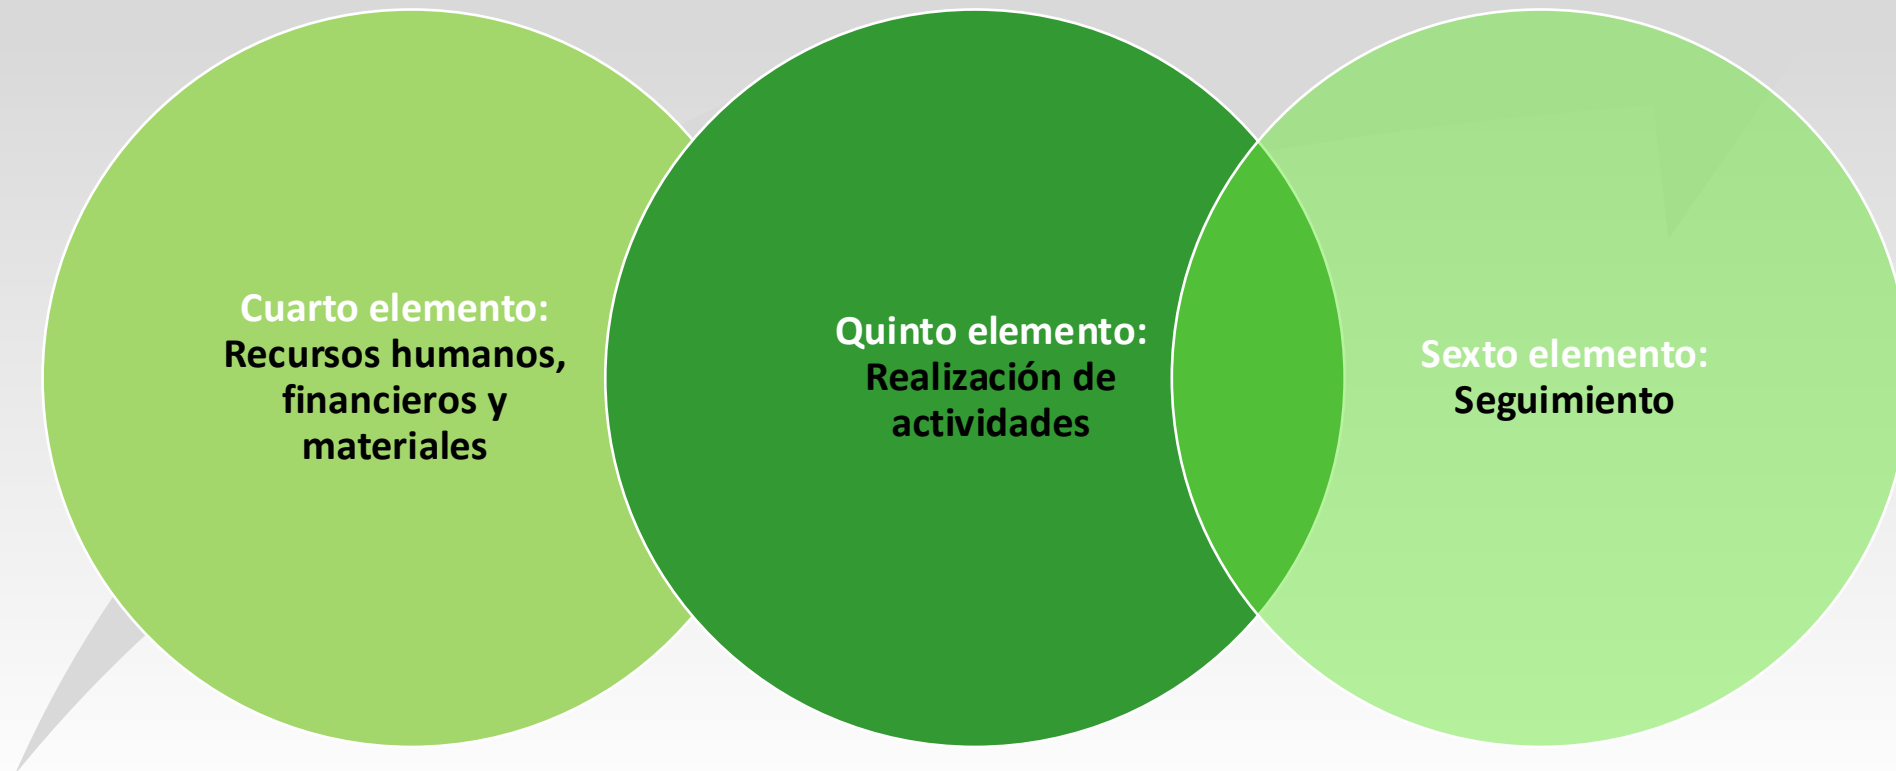 Cuarto elemento:
Recursos humanos,
financieros y
materiales
Quinto elemento:
Realización de
actividades
Sexto elemento:
Seguimiento